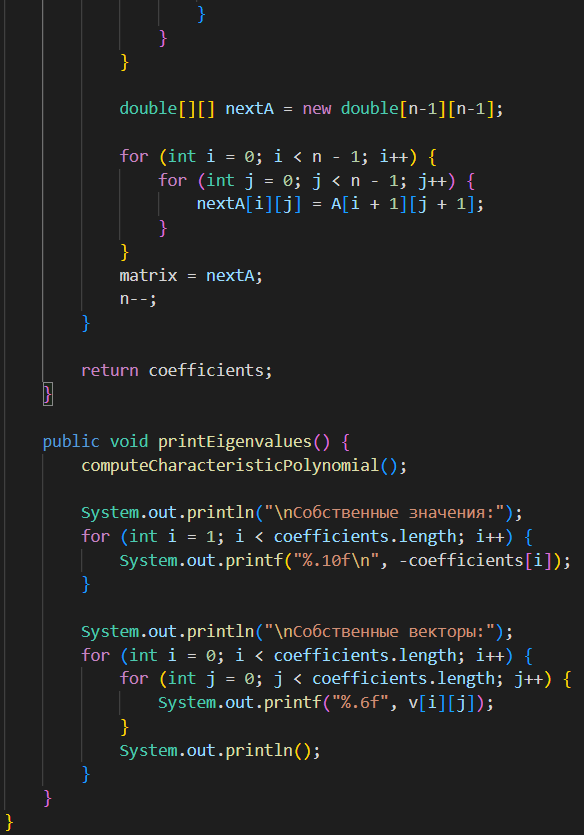 }
}
}
double[][] nextA = new double[n-1][n-1];
for (int i = 0; i < n - 1; i++) {
for (int j = 0; j < n - 1; j++) {
nextA[i][j] = A[i + 1][j + 1];
}
}
matrix = nextA;
n--;
}
return coefficients;
}
public void printEigenvalues() {
computeCharacteristicPolynomial();
System.out.println("\nСобственные значения:");
for (int i = 1; i < coefficients.length; i++) {
System.out.printf("%.10f\n", -coefficients[i]);
}
System.out.println("\nСобственные векторы:");
for (int i = 0; i < coefficients.length; i++) {
for (int j = 0; j < coefficients.length; j++) {
System.out.printf("%.6f", v[i][j]);
}
System.out.println();
}
}
}